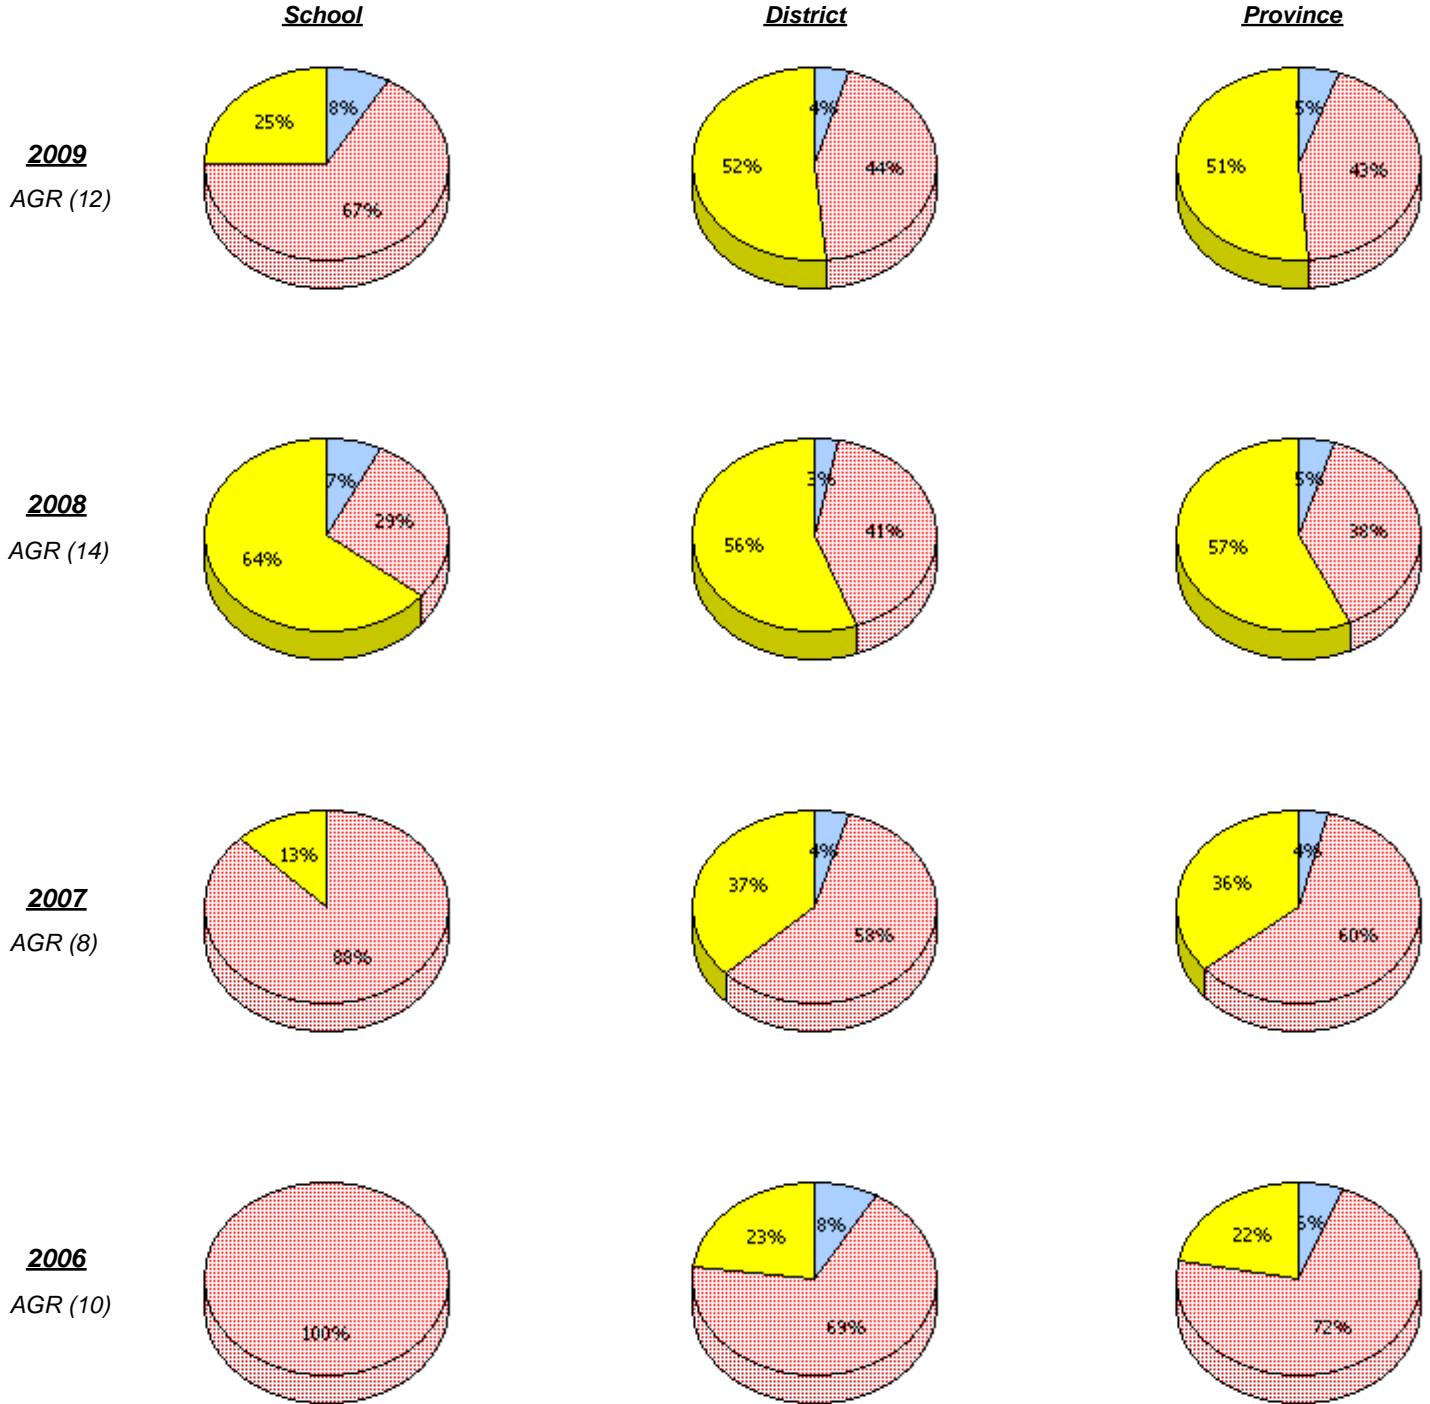 School District Province
8% 4% 5%
25% 52% 51%
2009 44% 43%
AGR (12)
67%
7% 3% 5%
2008 29% 41% 38%
64% 56% 57%
AGR (14)
13% 4% 4%
37% 36%
2007
58% 60%
AGR (8)
88%
8%
23% 22%
2006
AGR (10)
100% 69% 72%